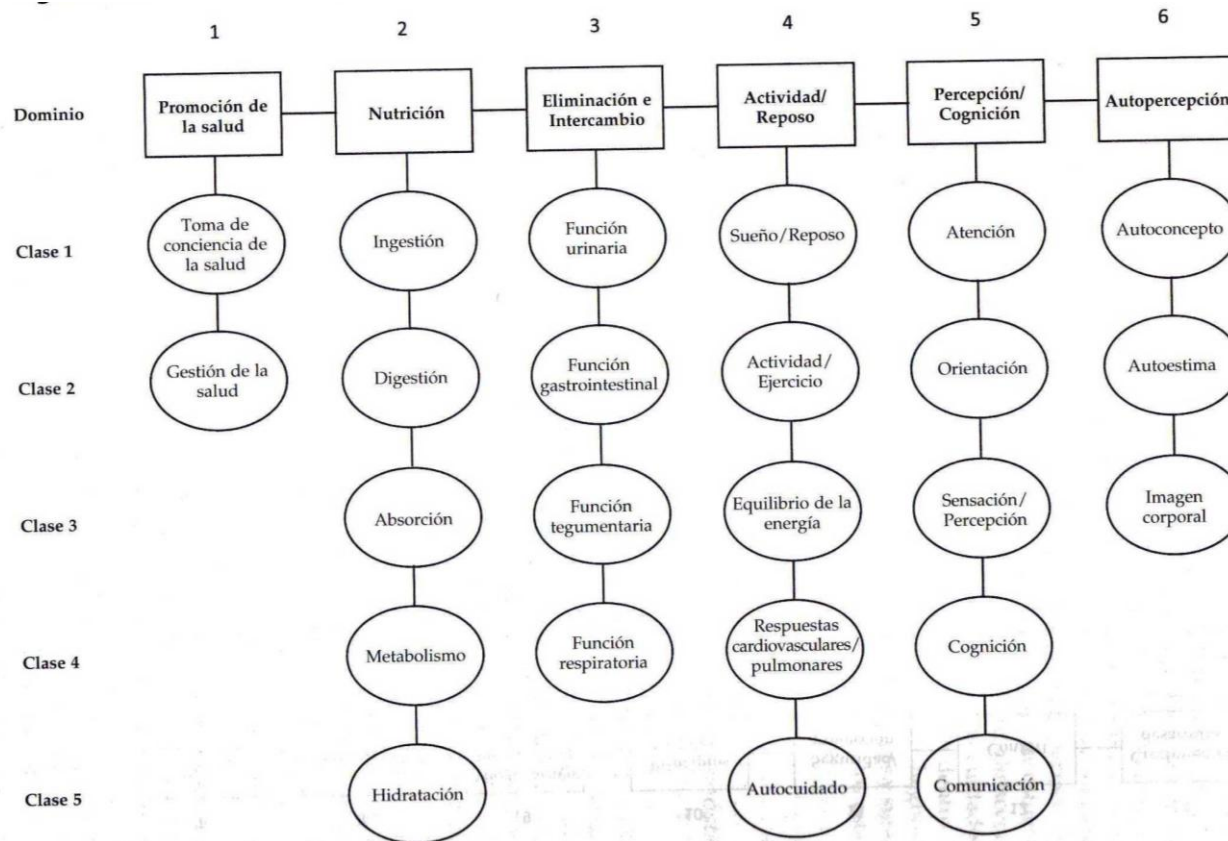 1 2 3 4 5 6
Dominio
Promoción de
la salud
Nutrición
Eliminación e
Intercambio
Actividad/
Reposo
Percepción/
Cognición
Autopercepción
Clase 1
Toma de
conciencia de
la salud
Ingestión
Función
urinaria
Sueño/Reposo
Atención
Autoconcepto
Clase 2
Gestión de la
salud
Digestión
Función
gastrointestinal
Actividad/
Ejercicio
Orientación
Autoestima
Clase 3
Absorción
Función
tegumentaria
Equilibrio de la
energía
Sensación/
Percepción
Imagen
corporal
Clase 4
Metabolismo
Función
respiratoria
Respuestas
cardiovasculares/
pulmonares
Cognición
Clase 5
Hidratación
Autocuidado
Comunicación